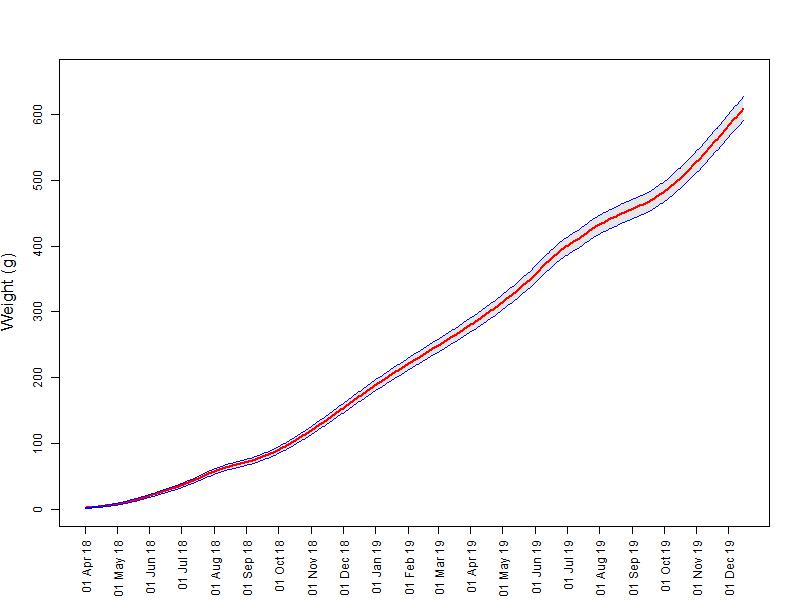 Weight (g)
600
500
400
300
200
100
0
01 Apr 18
01 May 18
01 Jun 18
01 Jul 18
01 Aug 18
01 Sep 18
01 Oct 18
01 Nov 18
01 Dec 18
01 Jan 19
01 Feb 19
01 Mar 19
01 Apr 19
01 May 19
01 Jun 19
01 Jul 19
01 Aug 19
01 Sep 19
01 Oct 19
01 Nov 19
01 Dec 19